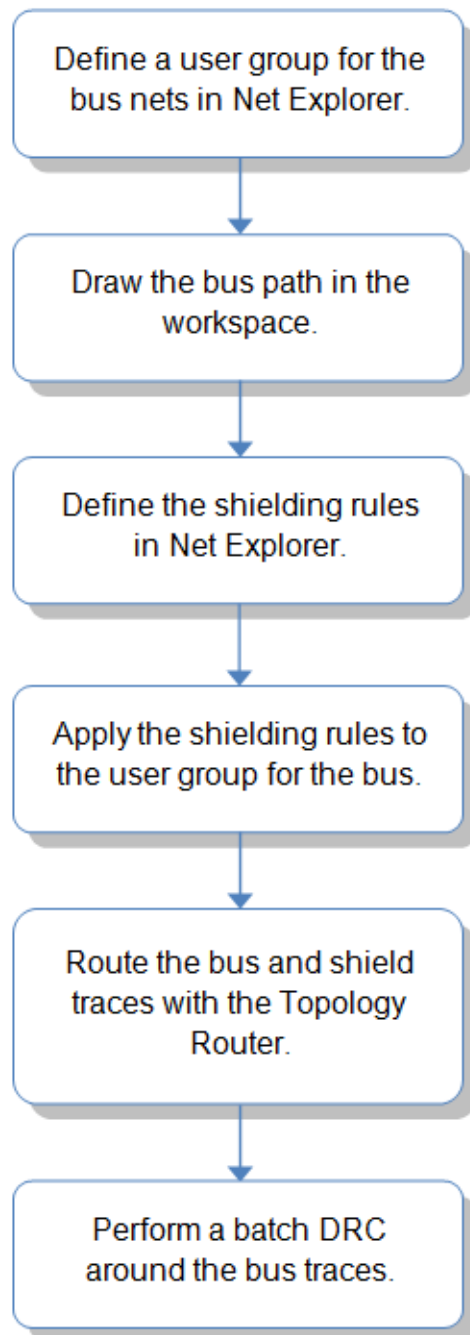 Define a user group for the
bus nets in Net Explorer.
Draw the bus path in the
workspace.
Define the shielding rules
in Net Explorer.
Apply the shielding rules to
the user group for the bus.
Route the bus and shield
traces with the Topology
Router.
Perform a batch DRC
around the bus traces.